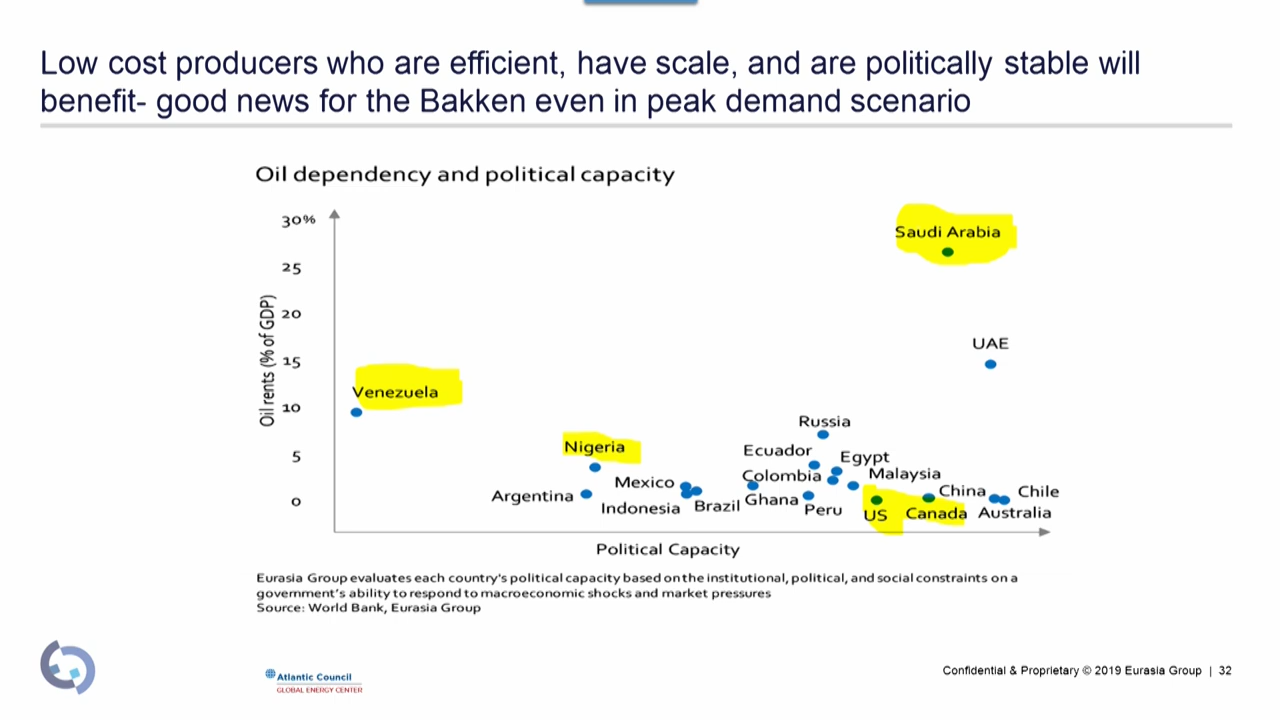 Low cost producers who are efficient, have scale, and are politically stable will
benefit- good news for the Bakken even in peak demand scenario
Oil dependency and political capacity
30%
25
20
15
10
5
0
Oil rents (% of GDP)
Saudi Arabia
UAE
Venezuela
Russia
Nigeria
Ecuador
Egypt
Colombia
Malaysia
Mexico
Argentina
China
Chile
Indonesia
Brazil
Ghana
Peru
US
Canada
Australia
Political Capacity
Eurasia Group evaluates each country's political capacity based on the institutional, political, and social constraints on a
government's ability to respond to macroeconomic shocks and market pressures
Source: World Bank, Eurasia Group
Atlantic Council
GLOBAL ENERGY CENTER
Confidential & Proprietary © 2019 Eurasia Group | 32